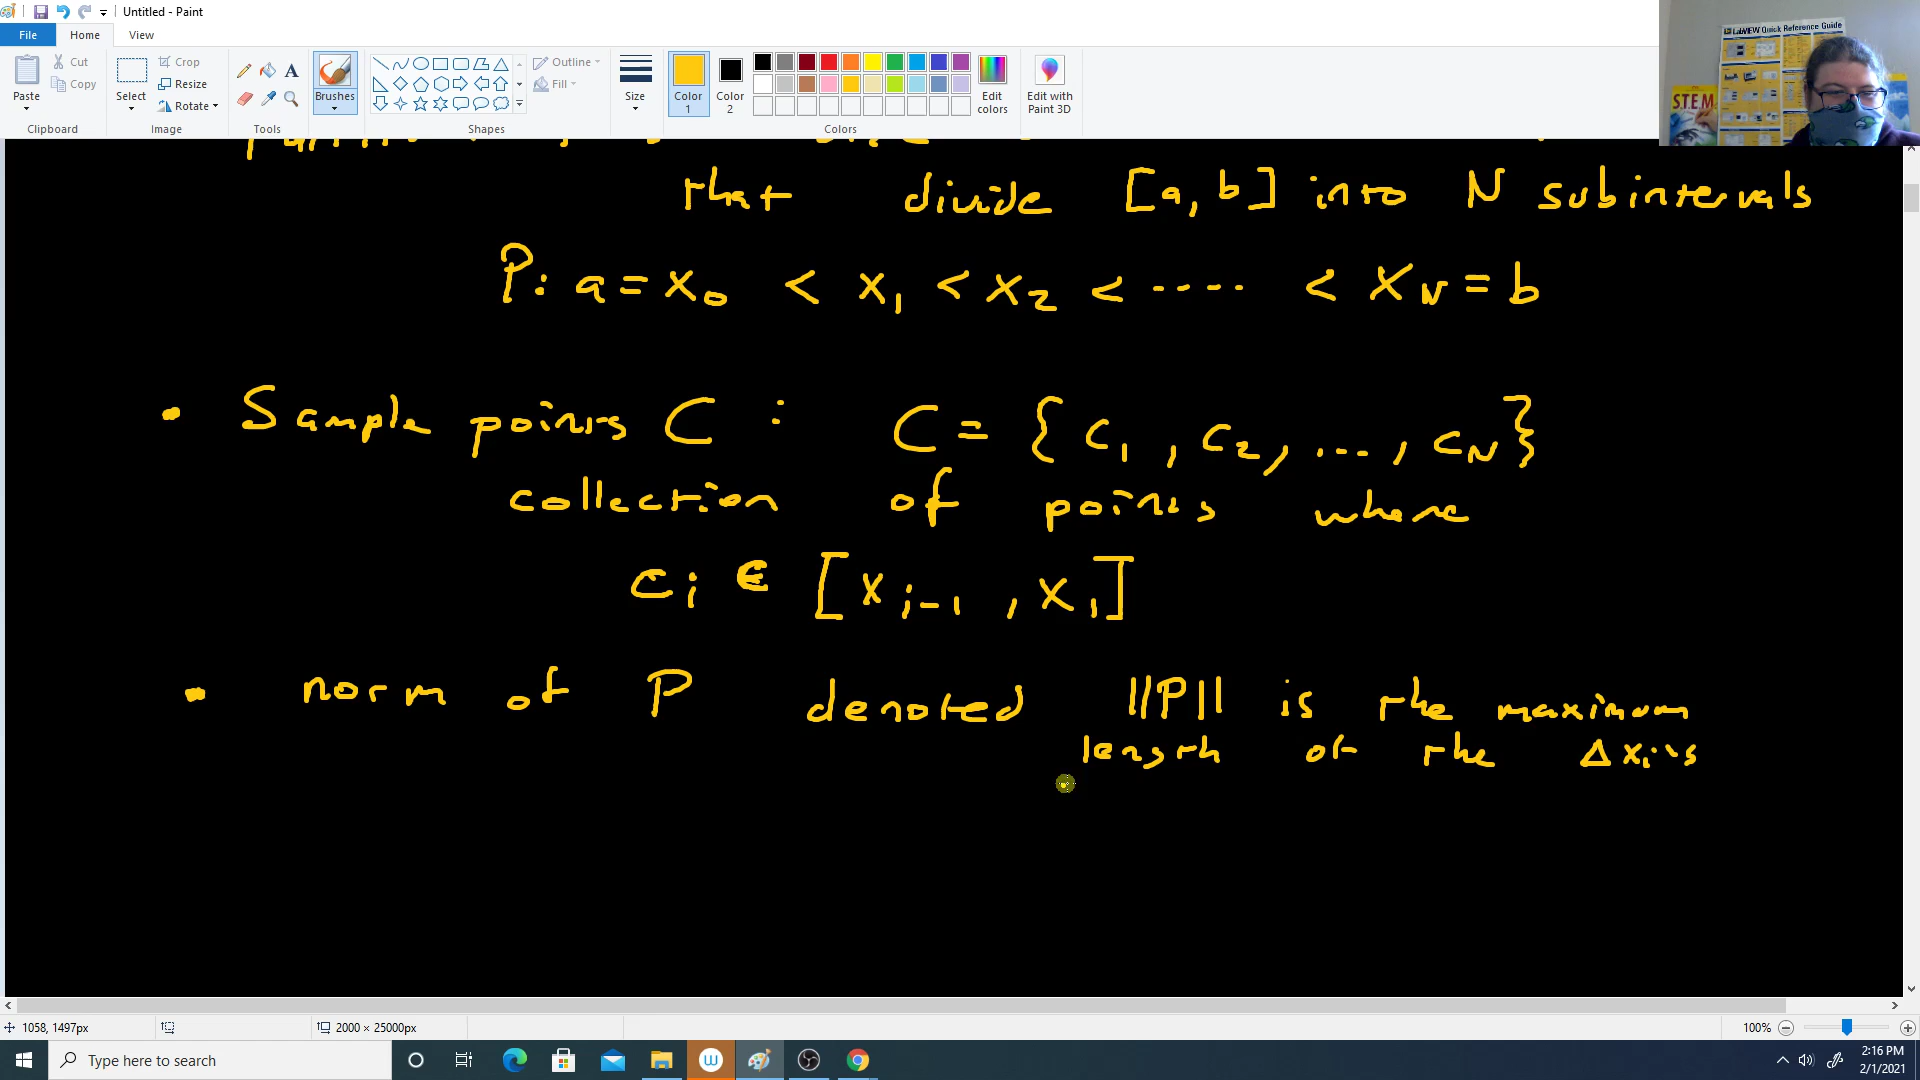 Untitled - Paint
File Home View
Paste Cut Copy
Select Crop Resize Rotate
Brushes
Outline Fill
Size
Color 1 Color 2
Edit colors
Edit with Paint 3D
Clipboard Image Tools Shapes Colors
LabVIEW Quick Reference Guide
STEM
that divide [a, b] into N subintervals
P: a = x₀ < x₁ < x₂ < ---- < x_N = b
• Sample points C : C = { c₁ , c₂, ..., c_N }
collection of points where
cᵢ ∈ [xᵢ₋₁ , xᵢ]
• norm of P denoted ||P|| is the maximum
length of the Δxᵢ's
1058, 1497px 2000 × 25000px 100%
Type here to search
2:16 PM
2/1/2021